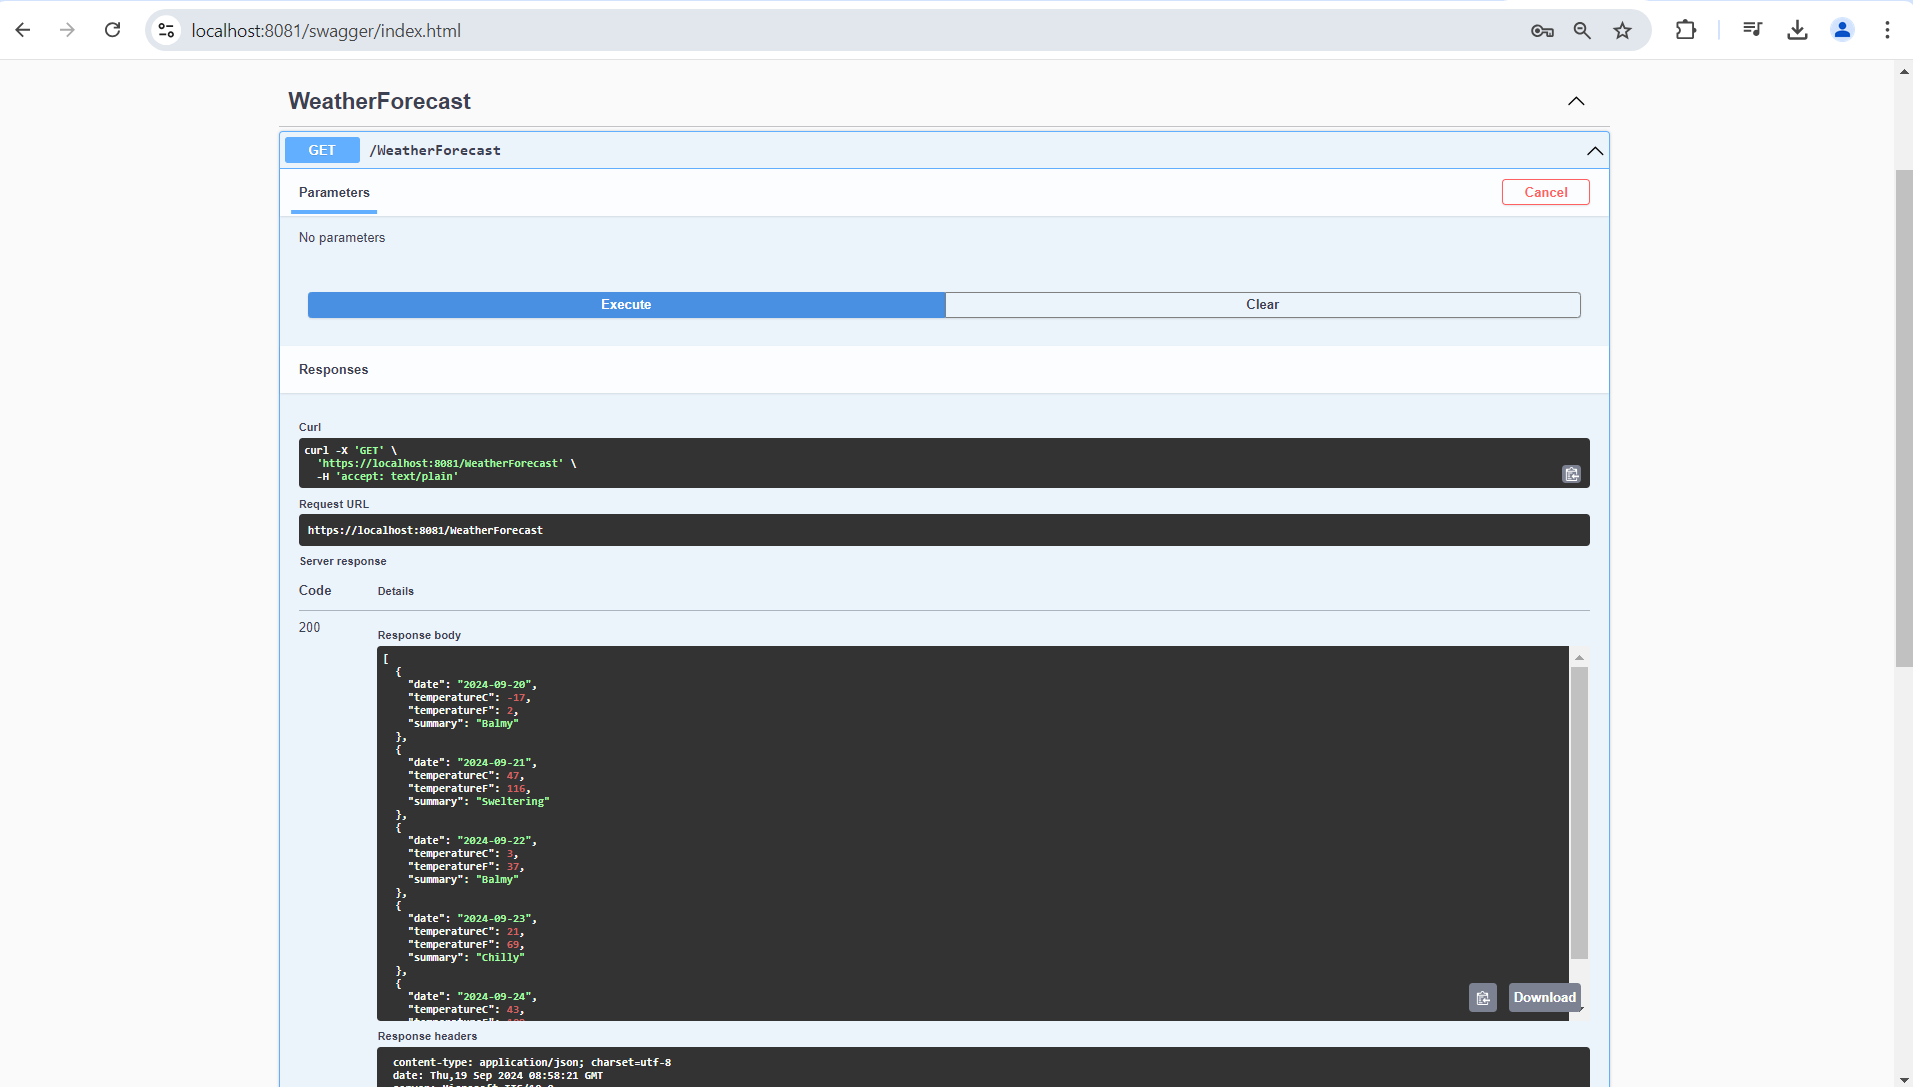 localhost:8081/swagger/index.html
WeatherForecast
GET /WeatherForecast
Parameters
Cancel
No parameters
Execute
Clear
Responses
Curl
curl -X 'GET' \
'https://localhost:8081/WeatherForecast' \
-H 'accept: text/plain'
Request URL
https://localhost:8081/WeatherForecast
Server response
Code Details
200
Response body
[
{
"date": "2024-09-20",
"temperatureC": -17,
"temperatureF": 2,
"summary": "Balmy"
},
{
"date": "2024-09-21",
"temperatureC": 47,
"temperatureF": 116,
"summary": "Sweltering"
},
{
"date": "2024-09-22",
"temperatureC": 3,
"temperatureF": 37,
"summary": "Balmy"
},
{
"date": "2024-09-23",
"temperatureC": 21,
"temperatureF": 69,
"summary": "Chilly"
},
{
"date": "2024-09-24",
"temperatureC": 43,
Download
Response headers
content-type: application/json; charset=utf-8
date: Thu,19 Sep 2024 08:58:21 GMT